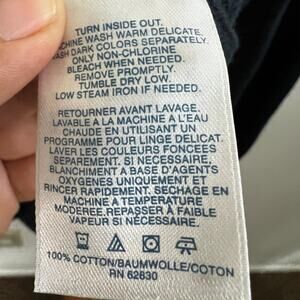 TURN INSIDE OUT.
MACHINE WASH WARM DELICATE.
WASH DARK COLORS SEPARATELY.
ONLY NON-CHLORINE
BLEACH WHEN NEEDED.
REMOVE PROMPTLY.
TUMBLE DRY LOW.
LOW STEAM IRON IF NEEDED.
RETOURNER AVANT LAVAGE.
LAVABLE A LA MACHINE A L'EAU
CHAUDE EN UTILISANT UN
PROGRAMME POUR LINGE DELICAT.
LAVER LES COULEURS FONCEES
SEPAREMENT. SI NECESSAIRE,
BLANCHIMENT A BASE D'AGENTS
OXYGENES UNIQUEMENT ET
RINCER RAPIDEMENT. SECHAGE EN
MACHINE A TEMPERATURE
MODEREE.REPASSER À FAIBLE
VAPEUR SI NÉCESSAIRE.
100% COTTON/BAUMWOLLE/COTON
RN 62830